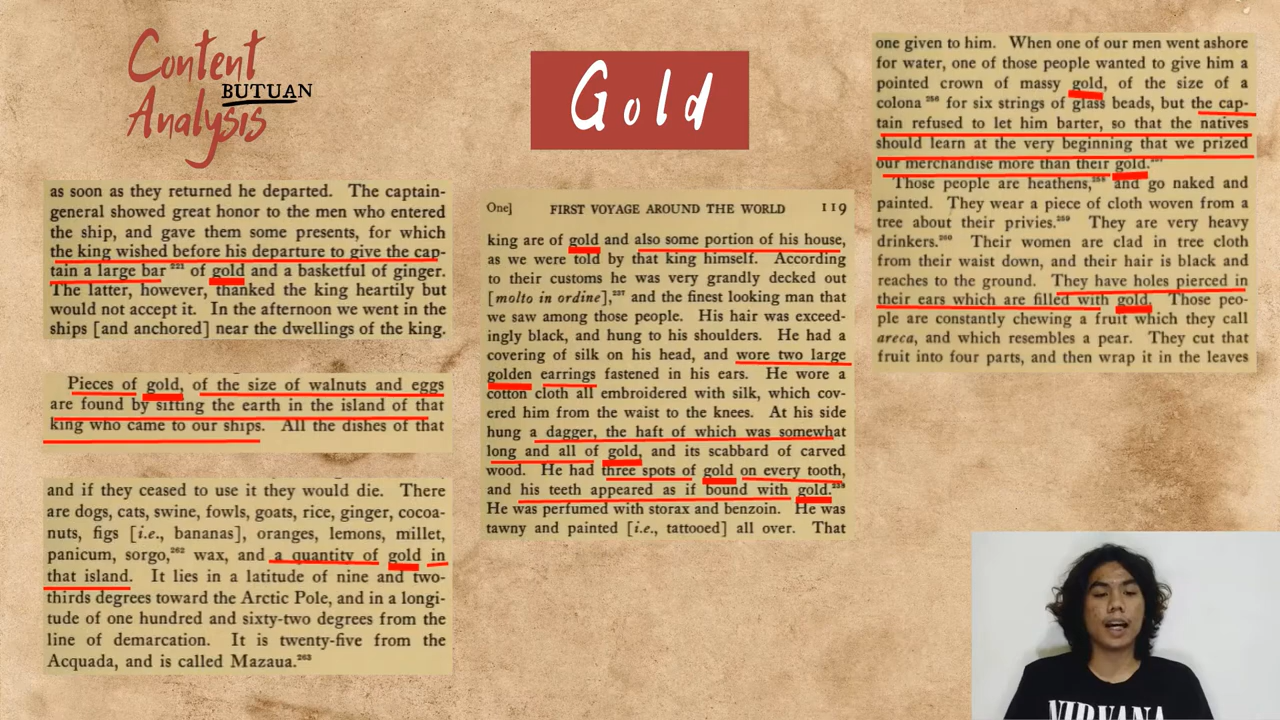 Content
BUTUAN
Analysis
as soon as they returned he departed. The captain-
general showed great honor to the men who entered
the ship, and gave them some presents, for which
the king wished before his departure to give the cap-
tain a large bar ²²¹ of gold and a basketful of ginger.
The latter, however, thanked the king heartily but
would not accept it. In the afternoon we went in the
ships [and anchored] near the dwellings of the king.
Pieces of gold, of the size of walnuts and eggs
are found by sifting the earth in the island of that
king who came to our ships. All the dishes of that
and if they ceased to use it they would die. There
are dogs, cats, swine, fowls, goats, rice, ginger, cocoa-
nuts, figs [i.e., bananas], oranges, lemons, millet,
panicum, sorgo,²⁶² wax, and a quantity of gold in
that island. It lies in a latitude of nine and two-
thirds degrees toward the Arctic Pole, and in a longi-
tude of one hundred and sixty-two degrees from the
line of demarcation. It is twenty-five from the
Acquada, and is called Mazaua.²⁶³
Gold
One] FIRST VOYAGE AROUND THE WORLD 119
king are of gold and also some portion of his house,
as we were told by that king himself. According
to their customs he was very grandly decked out
[molto in ordine],²³⁷ and the finest looking man that
we saw among those people. His hair was exceed-
ingly black, and hung to his shoulders. He had a
covering of silk on his head, and wore two large
golden earrings fastened in his ears. He wore a
cotton cloth all embroidered with silk, which cov-
ered him from the waist to the knees. At his side
hung a dagger, the haft of which was somewhat
long and all of gold, and its scabbard of carved
wood. He had three spots of gold on every tooth,
and his teeth appeared as if bound with gold.²³⁸
He was perfumed with storax and benzoin. He was
tawny and painted [i.e., tattooed] all over. That
one given to him. When one of our men went ashore
for water, one of those people wanted to give him a
pointed crown of massy gold, of the size of a
colona ²⁵⁶ for six strings of glass beads, but the cap-
tain refused to let him barter, so that the natives
should learn at the very beginning that we prized
our merchandise more than their gold.²⁵⁷
Those people are heathens,²⁵⁸ and go naked and
painted. They wear a piece of cloth woven from a
tree about their privies.²⁵⁹ They are very heavy
drinkers.²⁶⁰ Their women are clad in tree cloth
from their waist down, and their hair is black and
reaches to the ground. They have holes pierced in
their ears which are filled with gold. Those peo-
ple are constantly chewing a fruit which they call
areca, and which resembles a pear. They cut that
fruit into four parts, and then wrap it in the leaves
NIRVANA